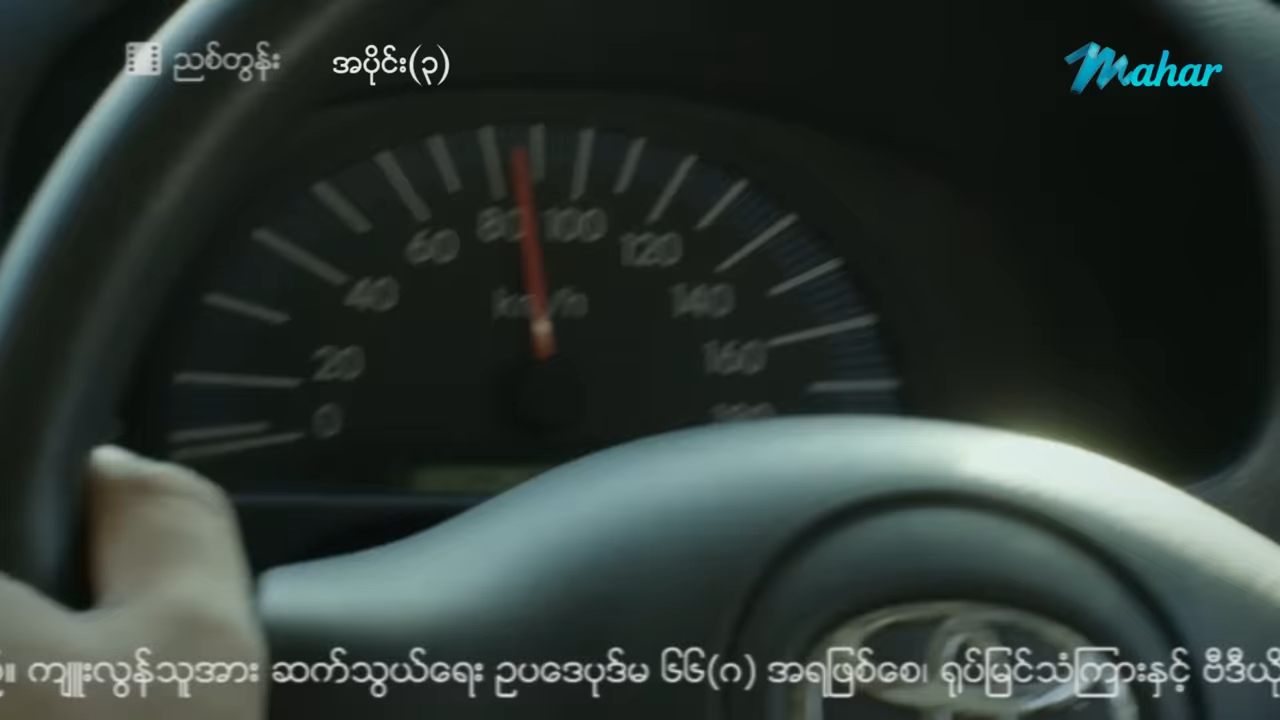 ညစ်တွန်း
အပိုင်း(၃)
Mahar
80 100
60 120
km/h
40 140
20 160
0
။ ကျူးလွန်သူအား ဆက်သွယ်ရေး ဥပဒေပုဒ်မ ၆၆(ဂ) အရဖြစ်စေ၊ ရုပ်မြင်သံကြားနှင့် ဗီဒီယို